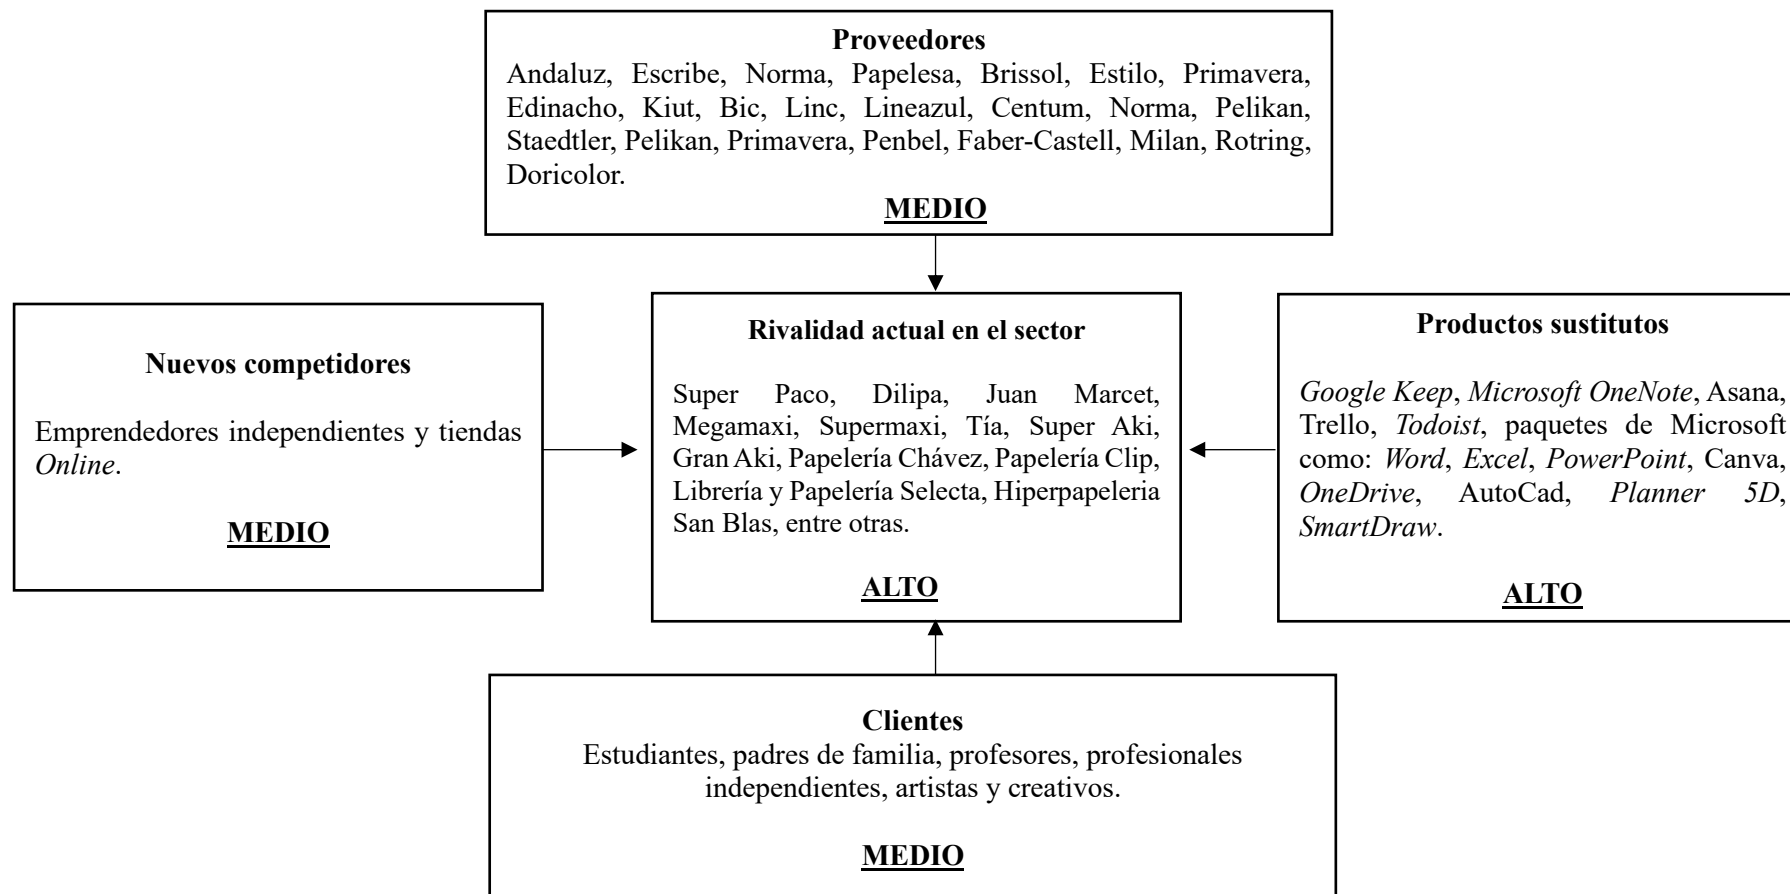 Proveedores
Andaluz, Escribe, Norma, Papelesa, Brissol, Estilo, Primavera,
Edinacho, Kiut, Bic, Linc, Lineazul, Centum, Norma, Pelikan,
Staedtler, Pelikan, Primavera, Penbel, Faber-Castell, Milan, Rotring,
Doricolor.
MEDIO
Nuevos competidores
Emprendedores independientes y tiendas
Online.
MEDIO
Rivalidad actual en el sector
Super Paco, Dilipa, Juan Marcet,
Megamaxi, Supermaxi, Tía, Super Aki,
Gran Aki, Papelería Chávez, Papelería Clip,
Librería y Papelería Selecta, Hiperpapeleria
San Blas, entre otras.
ALTO
Productos sustitutos
Google Keep, Microsoft OneNote, Asana,
Trello, Todoist, paquetes de Microsoft
como: Word, Excel, PowerPoint, Canva,
OneDrive, AutoCad, Planner 5D,
SmartDraw.
ALTO
Clientes
Estudiantes, padres de familia, profesores, profesionales
independientes, artistas y creativos.
MEDIO